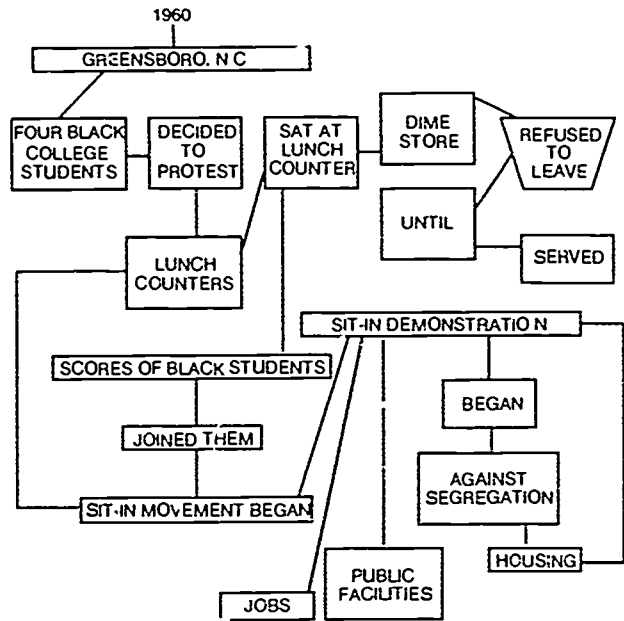 1960
GREENSBORO, N C
FOUR BLACK
COLLEGE
STUDENTS
DECIDED
TO
PROTEST
SAT AT
LUNCH
COUNTER
DIME
STORE
REFUSED
TO
LEAVE
UNTIL
SERVED
LUNCH
COUNTERS
SIT-IN DEMONSTRATION
SCORES OF BLACK STUDENTS
BEGAN
JOINED THEM
AGAINST
SEGREGATION
SIT-IN MOVEMENT BEGAN
HOUSING
PUBLIC
FACILITIES
JOBS